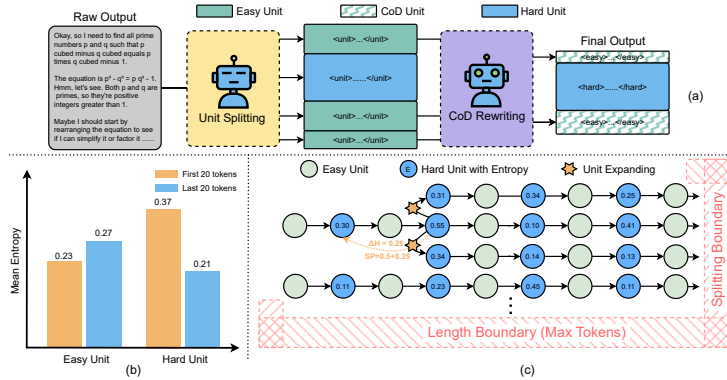 Raw Output
Easy Unit
CoD Unit
Hard Unit
Okay, so I need to find all prime
numbers p and q such that p
cubed minus q cubed equals p
times q cubed minus 1.
The equation is p³ - q³ = p q³ - 1.
Hmm, let's see. Both p and q are
primes, so they're positive
integers greater than 1.
Maybe I should start by
rearranging the equation to see
if I can simplify it or factor it ......
Unit Splitting
<unit>...</unit>
<unit>......</unit>
<unit>...</unit>
<unit>...</unit>
CoD Rewriting
Final Output
<easy>...</easy>
<hard>......</hard>
<easy>...</easy>
(a)
First 20 tokens
Last 20 tokens
Mean Entropy
0.23
0.27
0.37
0.21
Easy Unit
Hard Unit
(b)
Easy Unit
E
Hard Unit with Entropy
Unit Expanding
0.31
0.34
0.25
0.30
0.55
0.10
0.41
ΔH = 0.25
SP=0.5+0.25
0.34
0.14
0.13
0.11
0.23
0.45
0.11
Splitting Boundary
Length Boundary (Max Tokens)
(c)